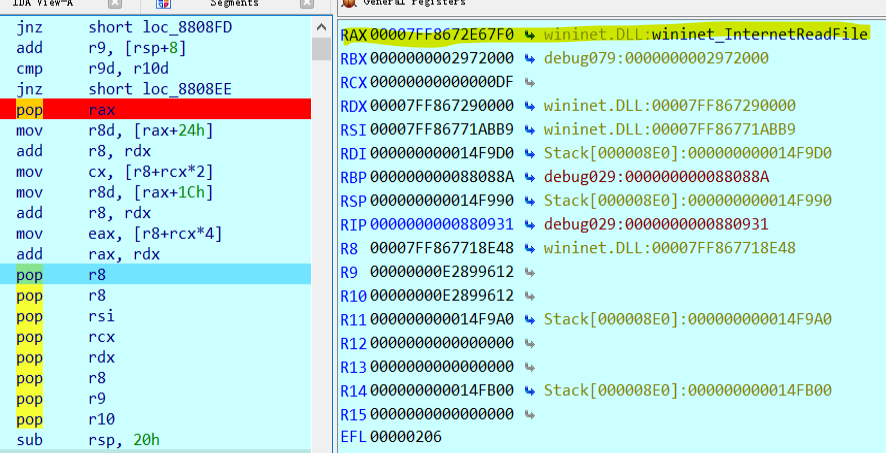 IDA View-A
Segments
General registers
jnz short loc_8808FD
add r9, [rsp+8]
cmp r9d, r10d
jnz short loc_8808EE
pop rax
mov r8d, [rax+24h]
add r8, rdx
mov cx, [r8+rcx*2]
mov r8d, [rax+1Ch]
add r8, rdx
mov eax, [r8+rcx*4]
add rax, rdx
pop r8
pop r8
pop rsi
pop rcx
pop rdx
pop r8
pop r9
pop r10
sub rsp, 20h
RAX 00007FF8672E67F0 wininet.DLL:wininet_InternetReadFile
RBX 0000000002972000 debug079:0000000002972000
RCX 00000000000000DF
RDX 00007FF867290000 wininet.DLL:00007FF867290000
RSI 00007FF86771ABB9 wininet.DLL:00007FF86771ABB9
RDI 000000000014F9D0 Stack[000008E0]:000000000014F9D0
RBP 000000000088088A debug029:000000000088088A
RSP 000000000014F990 Stack[000008E0]:000000000014F990
RIP 0000000000880931 debug029:0000000000880931
R8 00007FF867718E48 wininet.DLL:00007FF867718E48
R9 00000000E2899612
R10 00000000E2899612
R11 000000000014F9A0 Stack[000008E0]:000000000014F9A0
R12 0000000000000000
R13 0000000000000000
R14 000000000014FB00 Stack[000008E0]:000000000014FB00
R15 0000000000000000
EFL 00000206